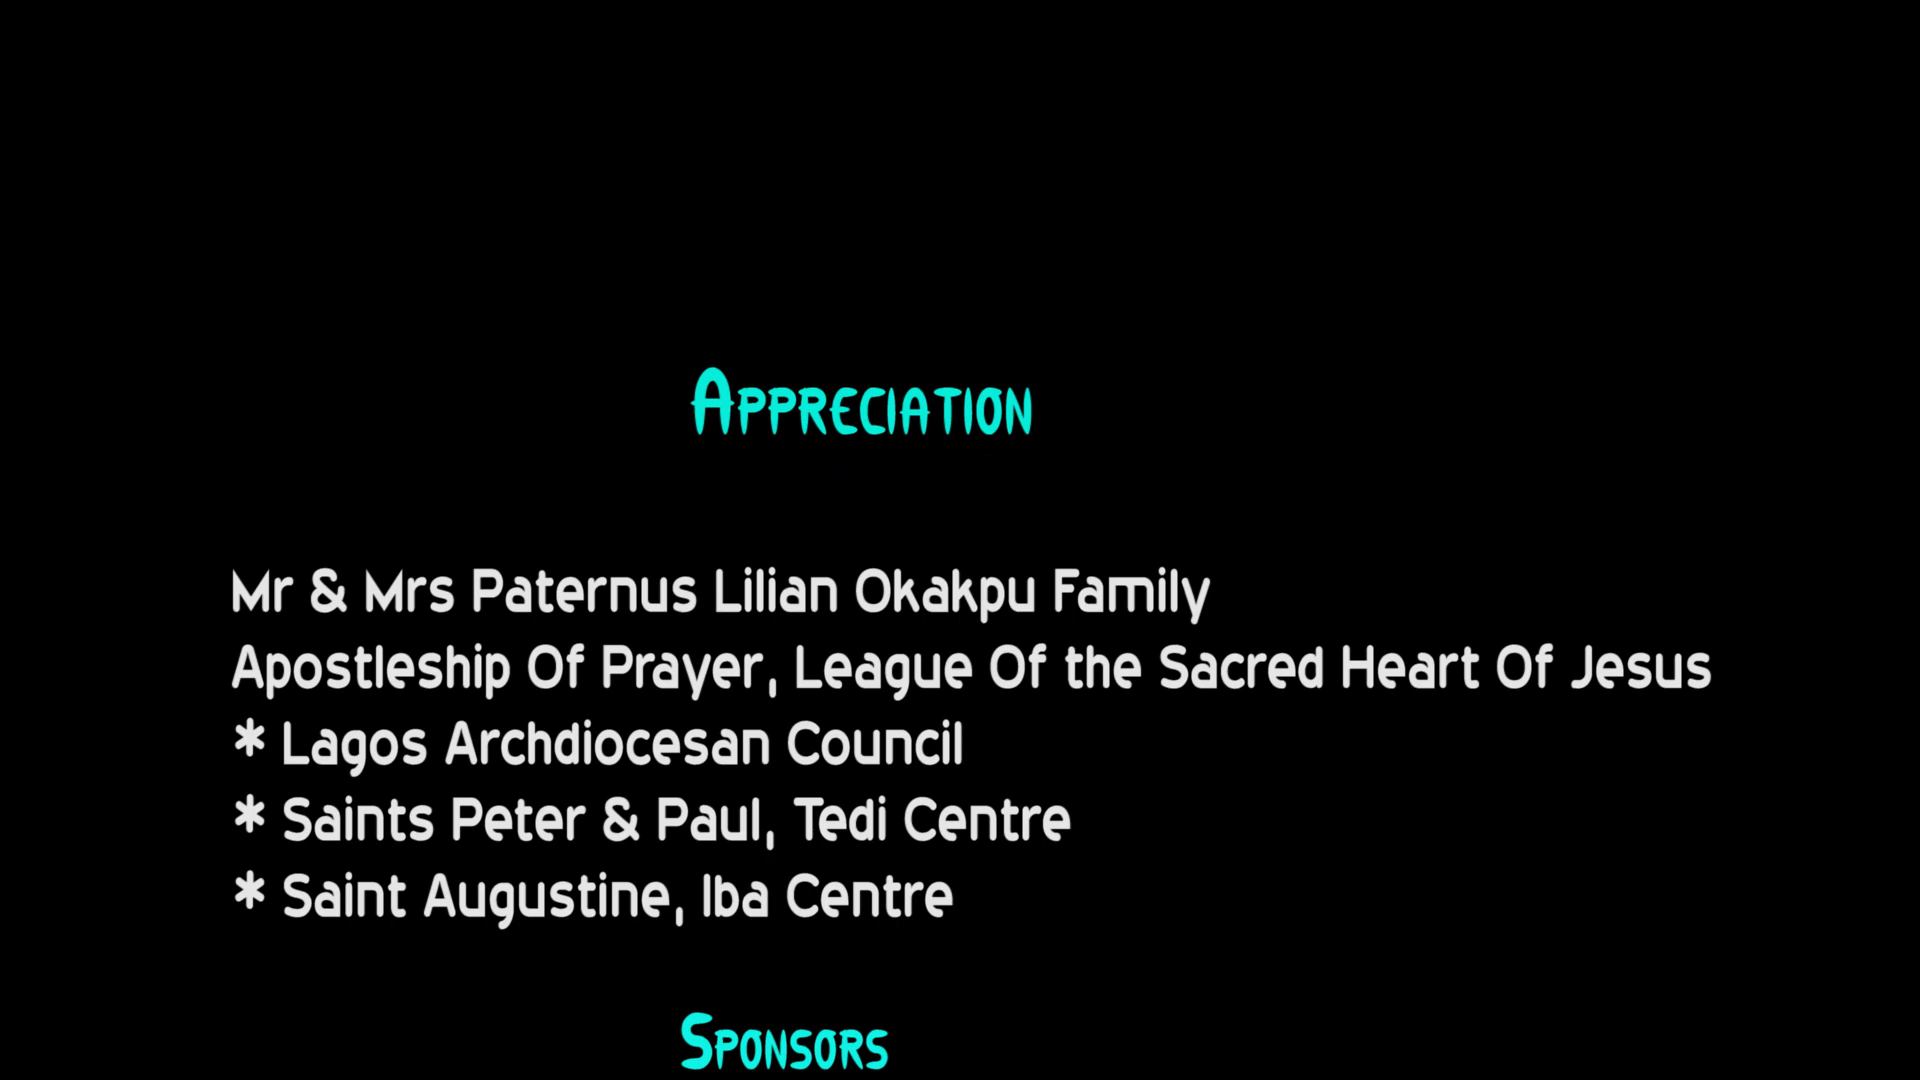 Appreciation
Mr & Mrs Paternus Lilian Okakpu Family
Apostleship Of Prayer, League Of the Sacred Heart Of Jesus
* Lagos Archdiocesan Council
* Saints Peter & Paul, Tedi Centre
* Saint Augustine, Iba Centre
Sponsors